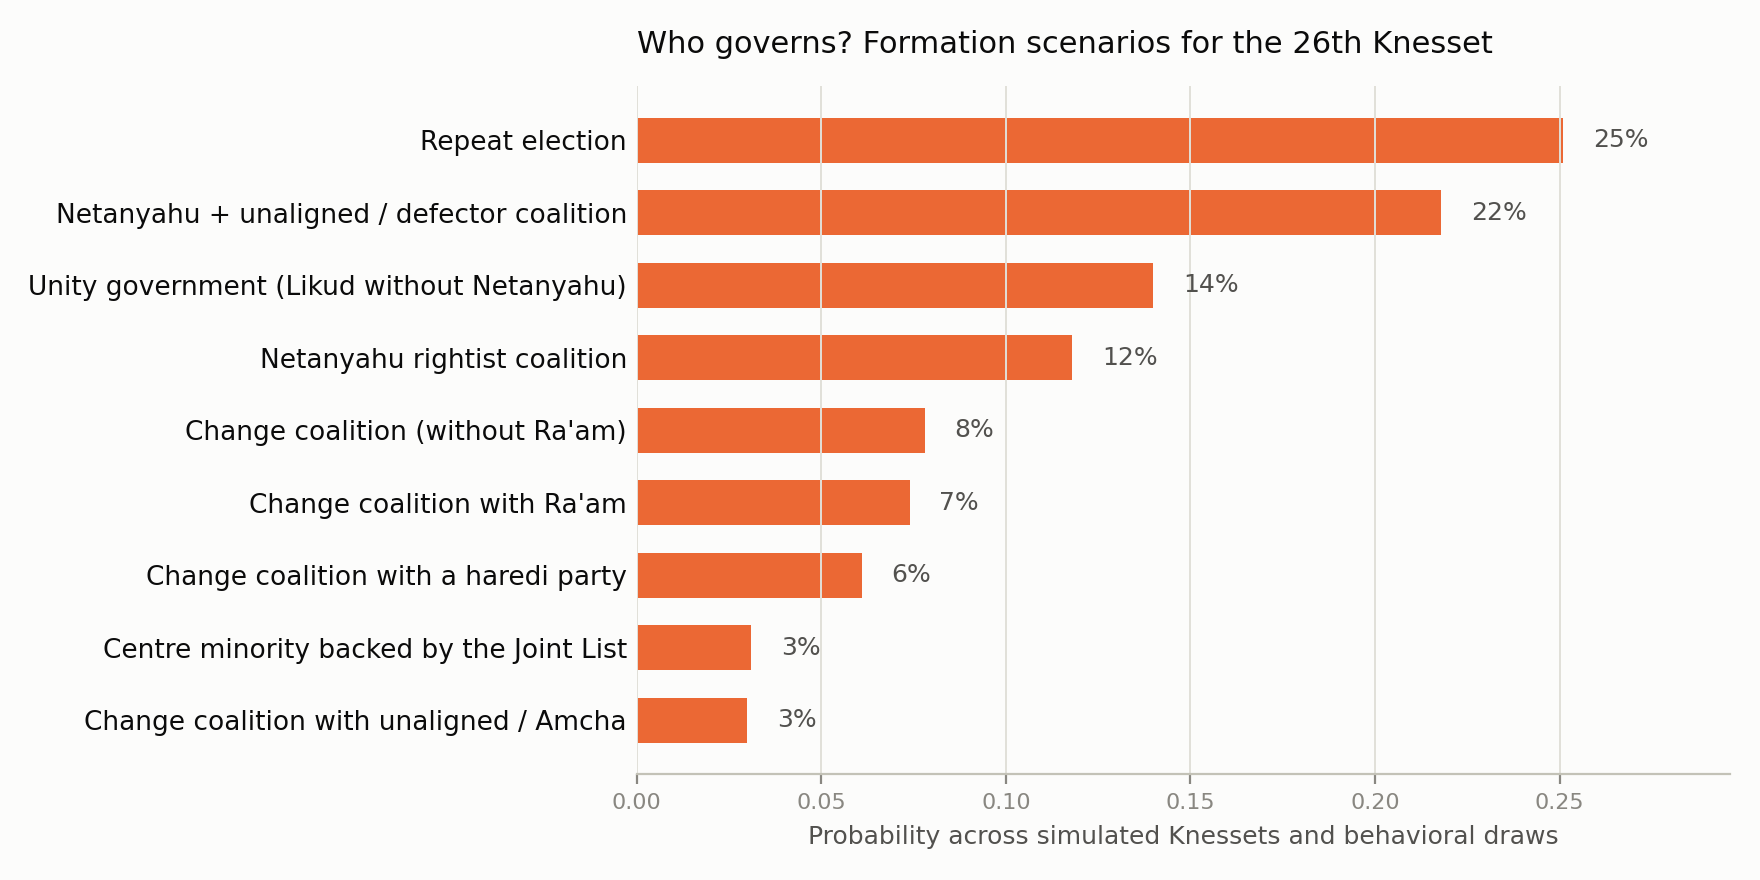 Who governs? Formation scenarios for the 26th Knesset
Repeat election 25%
Netanyahu + unaligned / defector coalition 22%
Unity government (Likud without Netanyahu) 14%
Netanyahu rightist coalition 12%
Change coalition (without Ra'am) 8%
Change coalition with Ra'am 7%
Change coalition with a haredi party 6%
Centre minority backed by the Joint List 3%
Change coalition with unaligned / Amcha 3%
0.00 0.05 0.10 0.15 0.20 0.25
Probability across simulated Knessets and behavioral draws